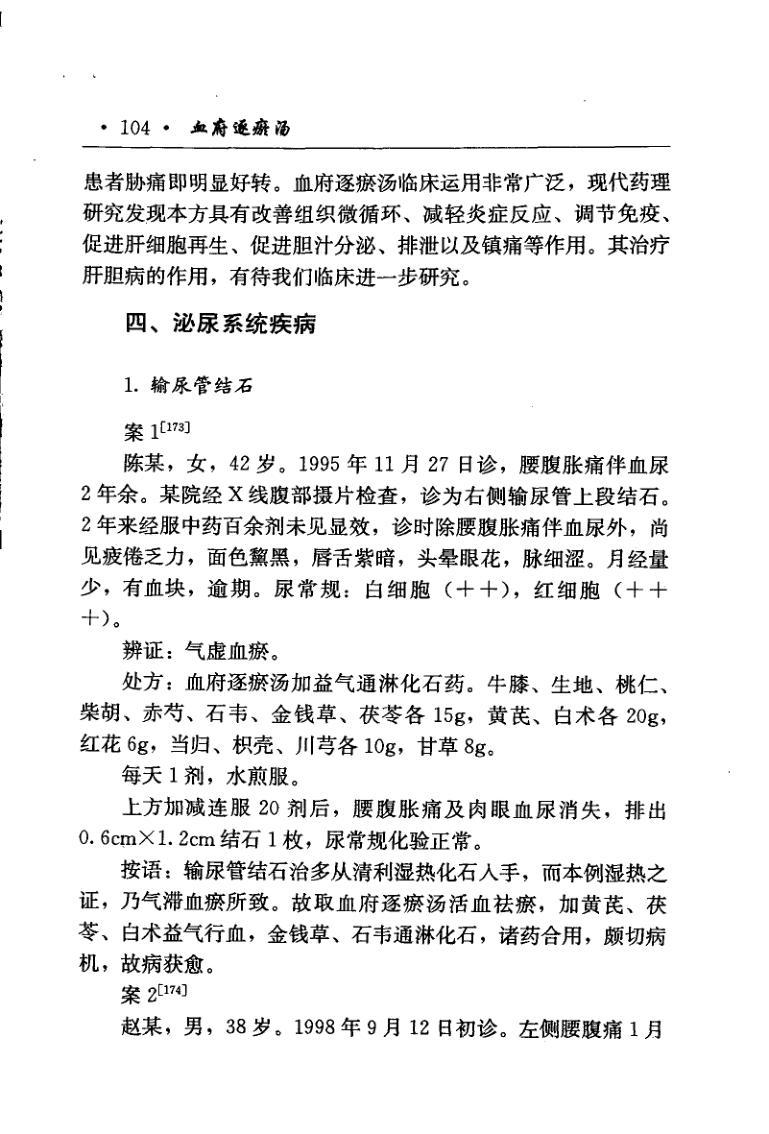 · 104 · 血府逐瘀汤
患者胁痛即明显好转。血府逐瘀汤临床运用非常广泛，现代药理
研究发现本方具有改善组织微循环、减轻炎症反应、调节免疫、
促进肝细胞再生、促进胆汁分泌、排泄以及镇痛等作用。其治疗
肝胆病的作用，有待我们临床进一步研究。
四、泌尿系统疾病
1. 输尿管结石
案 1[173]
陈某，女，42 岁。1995 年 11 月 27 日诊，腰腹胀痛伴血尿
2 年余。某院经 X 线腹部摄片检查，诊为右侧输尿管上段结石。
2 年来经服中药百余剂未见显效，诊时除腰腹胀痛伴血尿外，尚
见疲倦乏力，面色黧黑，唇舌紫暗，头晕眼花，脉细涩。月经量
少，有血块，逾期。尿常规：白细胞（＋＋），红细胞（＋＋
＋）。
辨证：气虚血瘀。
处方：血府逐瘀汤加益气通淋化石药。牛膝、生地、桃仁、
柴胡、赤芍、石韦、金钱草、茯苓各 15g，黄芪、白术各 20g，
红花 6g，当归、枳壳、川芎各 10g，甘草 8g。
每天 1 剂，水煎服。
上方加减连服 20 剂后，腰腹胀痛及肉眼血尿消失，排出
0.6cm×1.2cm 结石 1 枚，尿常规化验正常。
按语：输尿管结石治多从清利湿热化石人手，而本例湿热之
证，乃气滞血瘀所致。故取血府逐瘀汤活血祛瘀，加黄芪、茯
苓、白术益气行血，金钱草、石韦通淋化石，诸药合用，颇切病
机，故病获愈。
案 2[174]
赵某，男，38 岁。1998 年 9 月 12 日初诊。左侧腰腹痛 1 月